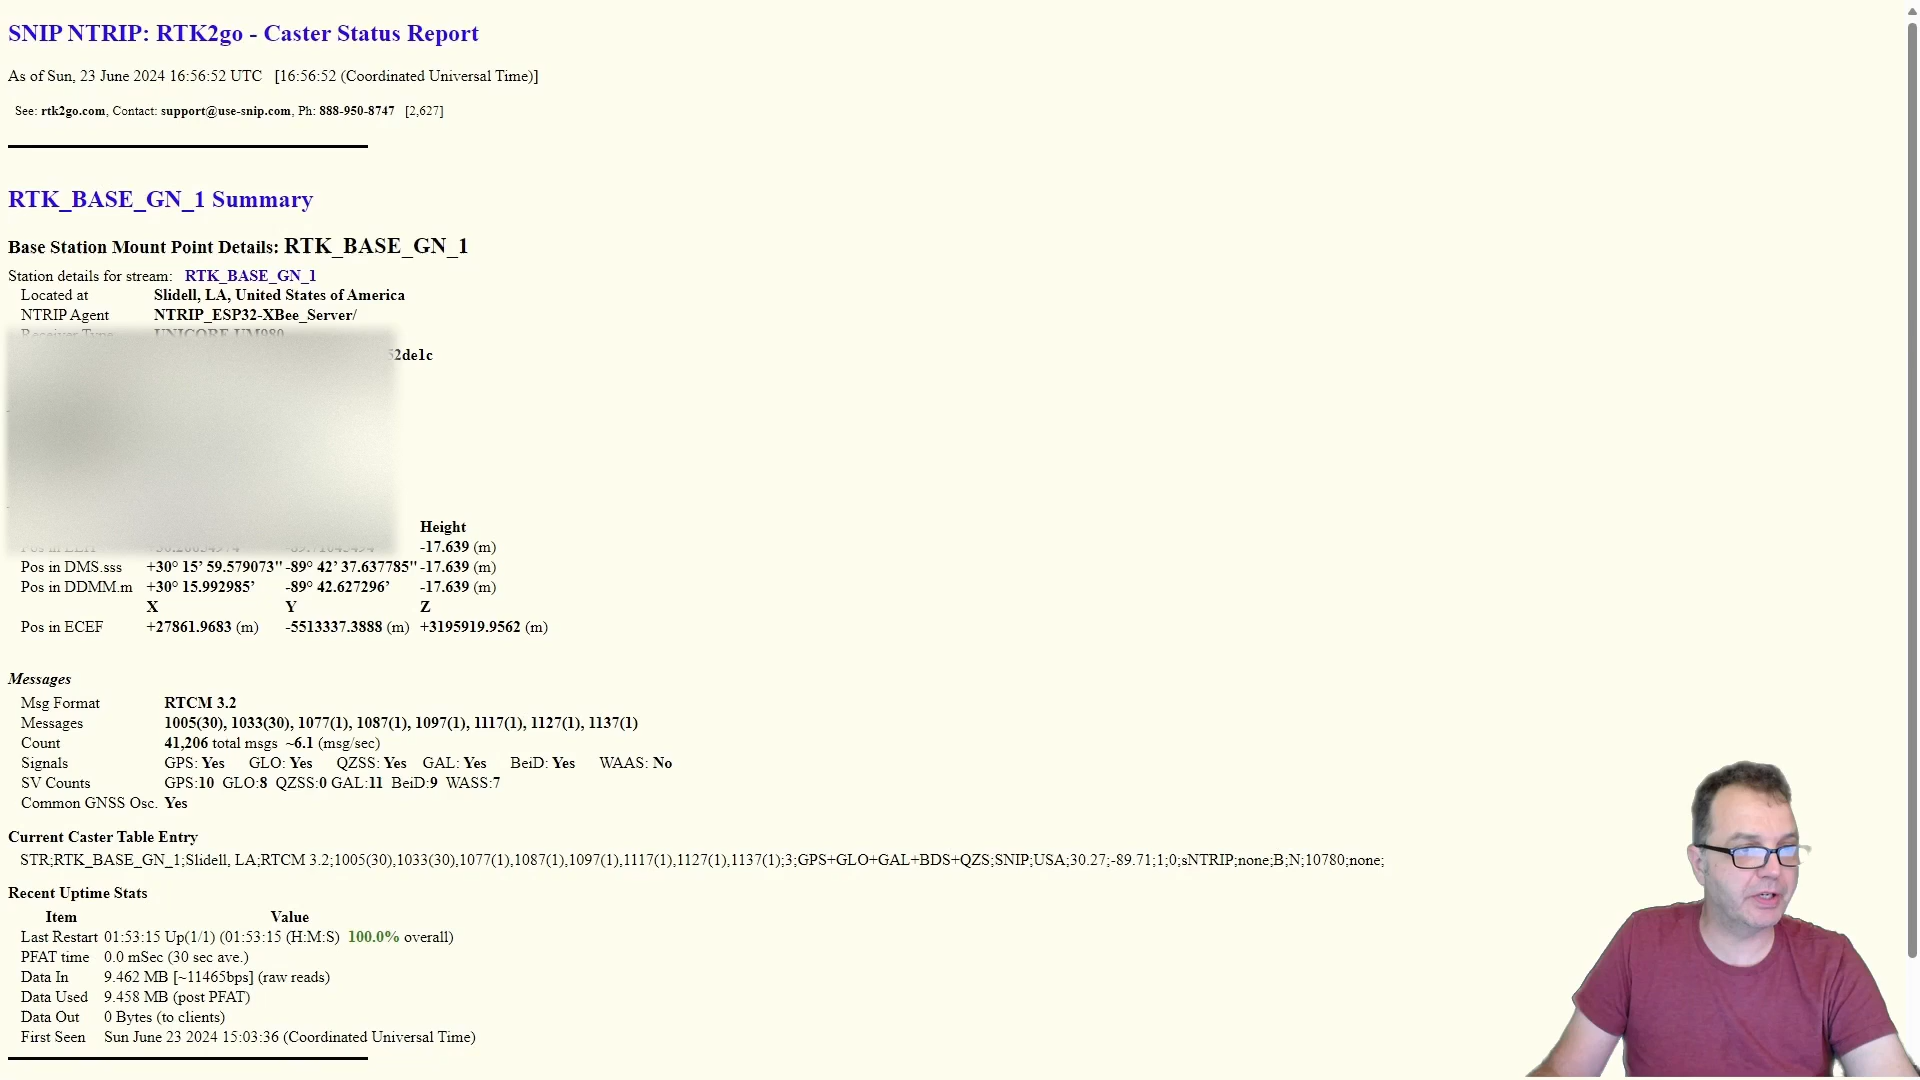 SNIP NTRIP: RTK2go - Caster Status Report
As of Sun, 23 June 2024 16:56:52 UTC [16:56:52 (Coordinated Universal Time)]
See: rtk2go.com, Contact: support@use-snip.com, Ph: 888-950-8747 [2,627]
RTK_BASE_GN_1 Summary
Base Station Mount Point Details: RTK_BASE_GN_1
Station details for stream: RTK_BASE_GN_1
Located at Slidell, LA, United States of America
NTRIP Agent NTRIP_ESP32-XBee_Server/
Receiver Type UNICORE UM980
Height
-17.639 (m)
Pos in DMS.sss +30° 15’ 59.579073" -89° 42’ 37.637785" -17.639 (m)
Pos in DDMM.m +30° 15.992985’ -89° 42.627296’ -17.639 (m)
X Y Z
Pos in ECEF +27861.9683 (m) -5513337.3888 (m) +3195919.9562 (m)
Messages
Msg Format RTCM 3.2
Messages 1005(30), 1033(30), 1077(1), 1087(1), 1097(1), 1117(1), 1127(1), 1137(1)
Count 41,206 total msgs ~6.1 (msg/sec)
Signals GPS: Yes GLO: Yes QZSS: Yes GAL: Yes BeiD: Yes WAAS: No
SV Counts GPS:10 GLO:8 QZSS:0 GAL:11 BeiD:9 WASS:7
Common GNSS Osc. Yes
Current Caster Table Entry
STR;RTK_BASE_GN_1;Slidell, LA;RTCM 3.2;1005(30),1033(30),1077(1),1087(1),1097(1),1117(1),1127(1),1137(1);3;GPS+GLO+GAL+BDS+QZS;SNIP;USA;30.27;-89.71;1;0;sNTRIP;none;B;N;10780;none;
Recent Uptime Stats
Item Value
Last Restart 01:53:15 Up(1/1) (01:53:15 (H:M:S) 100.0% overall)
PFAT time 0.0 mSec (30 sec ave.)
Data In 9.462 MB [~11465bps] (raw reads)
Data Used 9.458 MB (post PFAT)
Data Out 0 Bytes (to clients)
First Seen Sun June 23 2024 15:03:36 (Coordinated Universal Time)